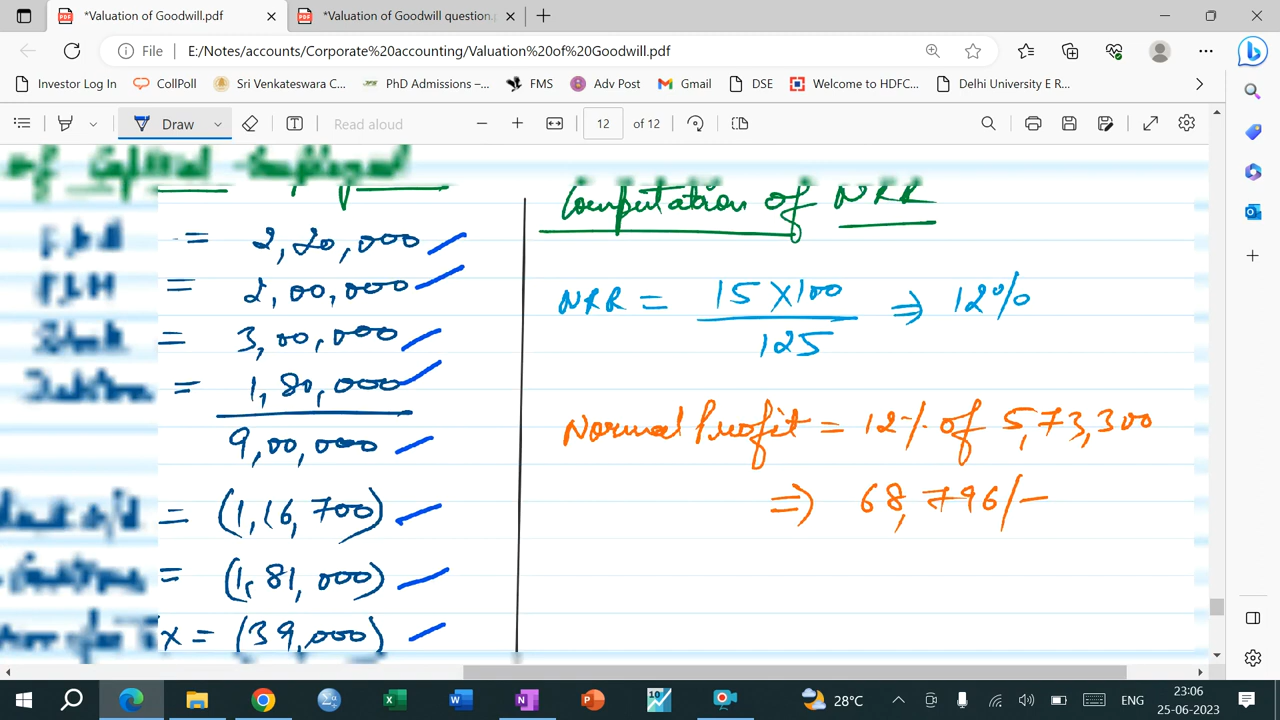 *Valuation of Goodwill.pdf
*Valuation of Goodwill question.
File
E:/Notes/accounts/Corporate%20accounting/Valuation%20of%20Goodwill.pdf
Investor Log In
CollPoll
Sri Venkateswara C...
PhD Admissions –...
FMS
Adv Post
Gmail
DSE
Welcome to HDFC...
Delhi University E R...
Draw
Read aloud
12 of 12
of Capital Employed
= 2,20,000
= 2,00,000
Stock = 3,00,000
= 1,80,000
9,00,000
= (1,16,700)
= (1,81,000)
x = (39,000)
Computation of NRR
NRR = 15 X 100 ⇒ 12%
125
Normal Profit = 12% of 5,73,300
⇒ 68,796/-
28°C
ENG
23:06
25-06-2023